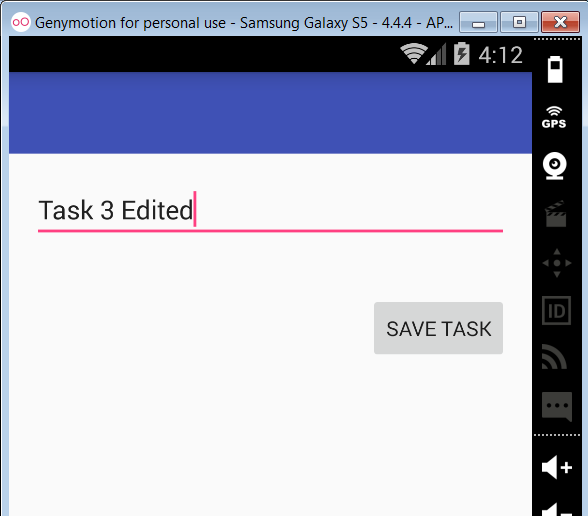 Genymotion for personal use - Samsung Galaxy S5 - 4.4.4 - AP...
4:12
GPS
Task 3 Edited
ID
SAVE TASK